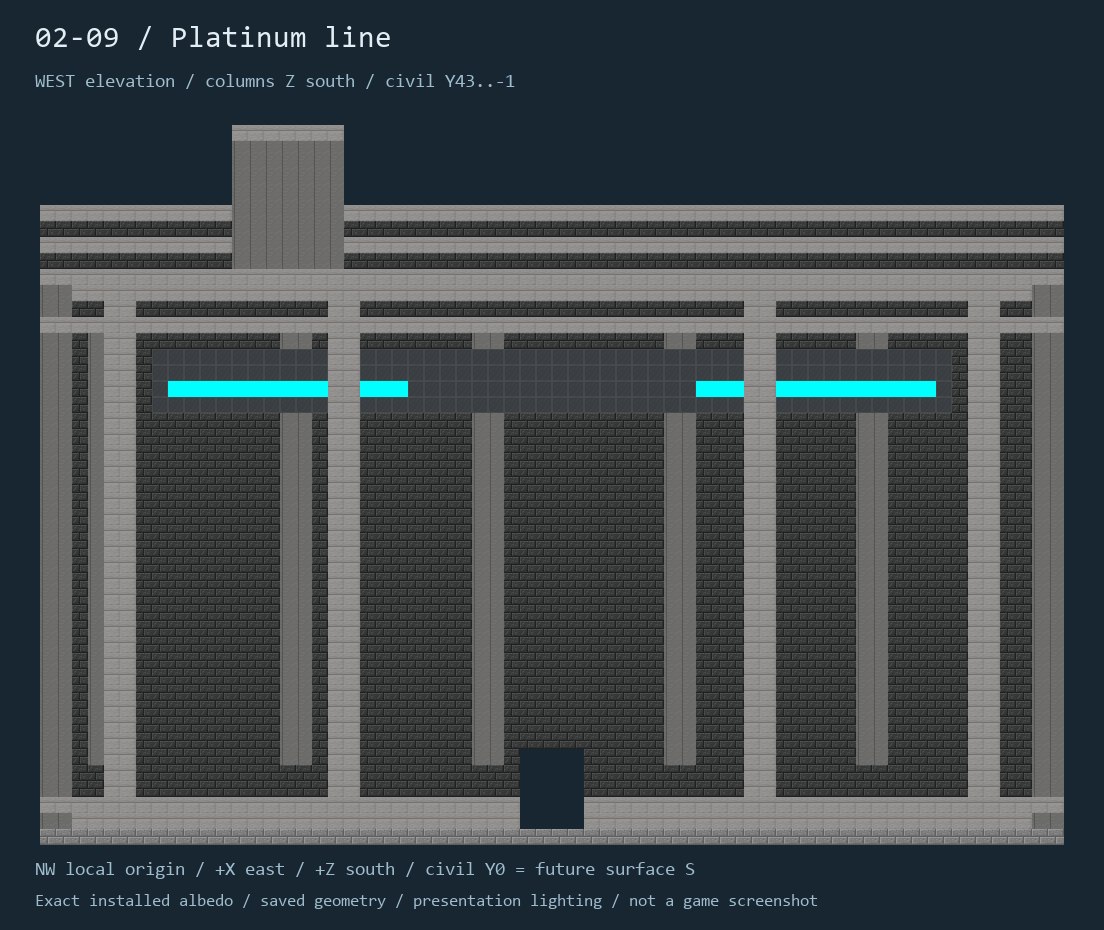 02-09 / Platinum line
WEST elevation / columns Z south / civil Y43..-1
NW local origin / +X east / +Z south / civil Y0 = future surface S
Exact installed albedo / saved geometry / presentation lighting / not a game screenshot